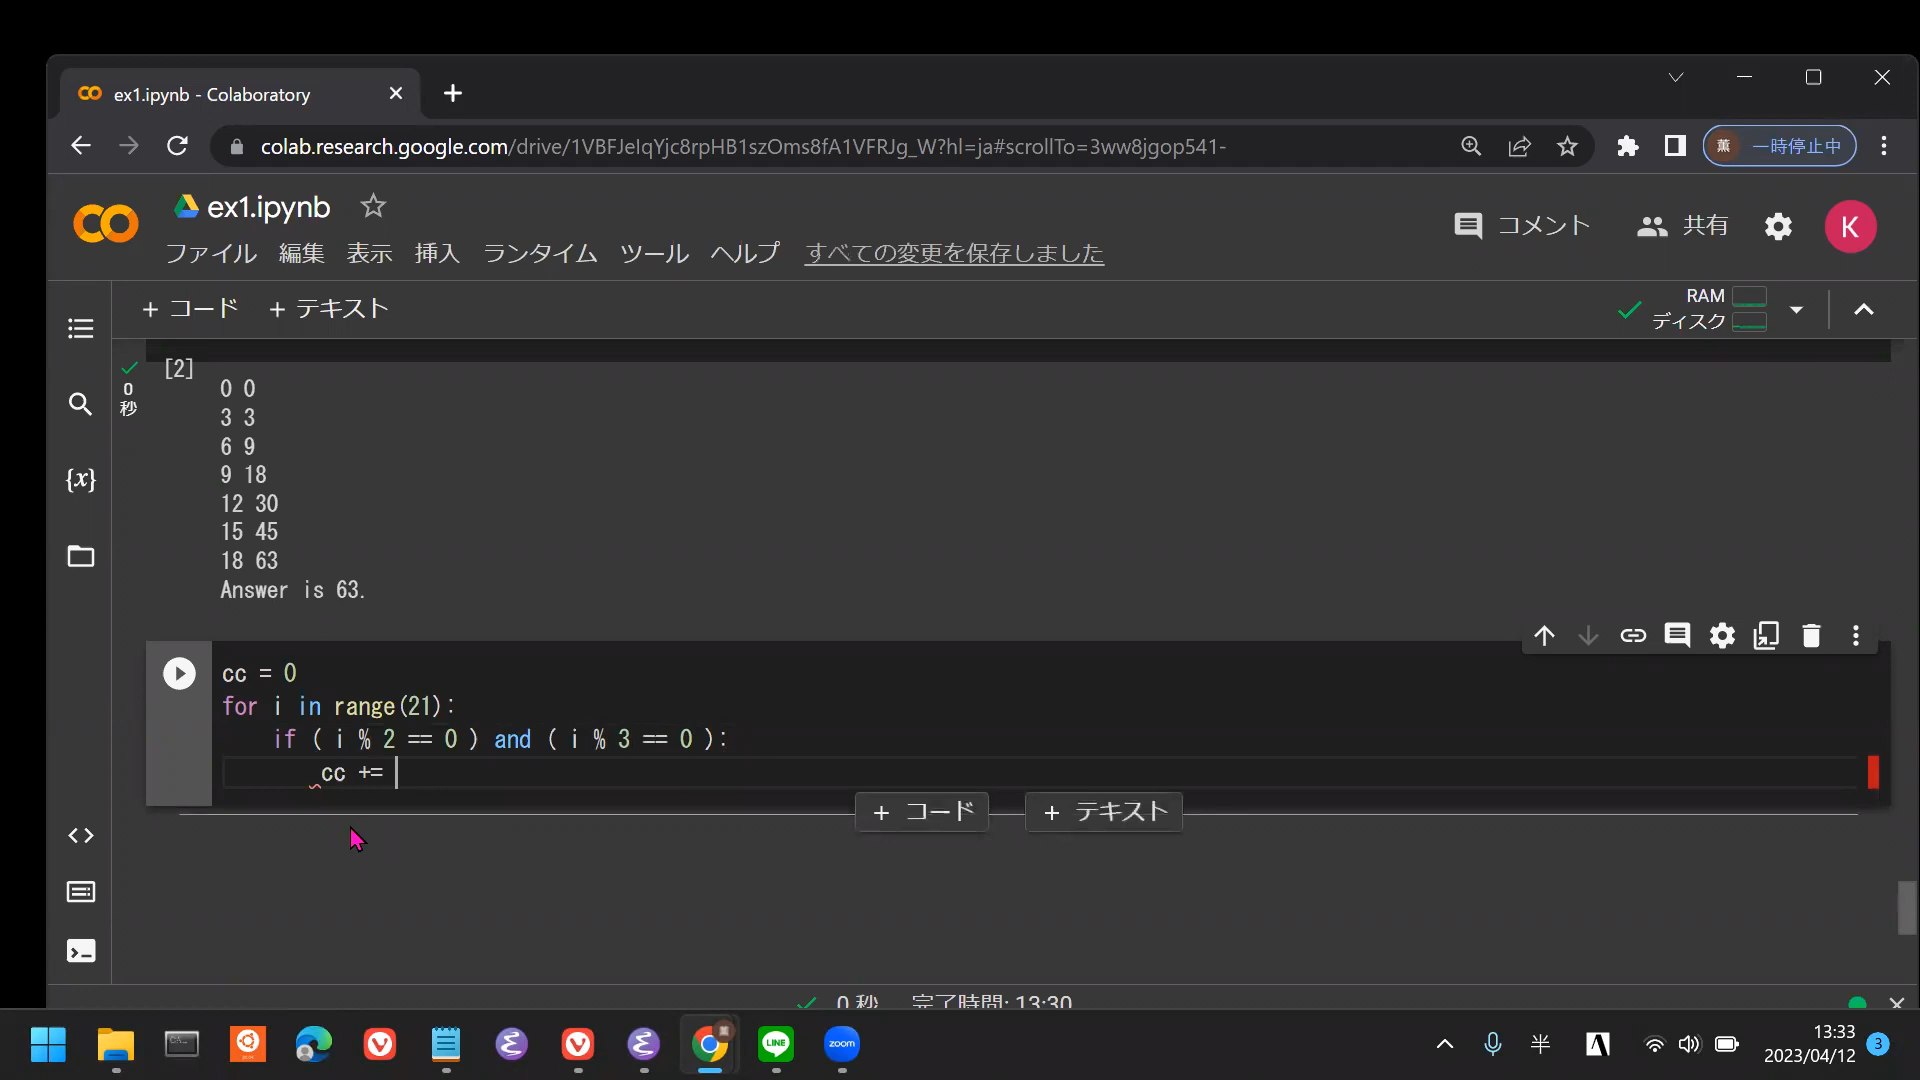 ex1.ipynb - Colaboratory
colab.research.google.com/drive/1VBFJeIqYjc8rpHB1szOms8fA1VFRJg_W?hl=ja#scrollTo=3ww8jgop541-
薫 一時停止中
ex1.ipynb
コメント 共有 K
ファイル 編集 表示 挿入 ランタイム ツール ヘルプ すべての変更を保存しました
+ コード + テキスト
RAM
ディスク
[2]
0
秒
0 0
3 3
6 9
9 18
12 30
15 45
18 63
Answer is 63.
cc = 0
for i in range(21):
if ( i % 2 == 0 ) and ( i % 3 == 0 ):
cc +=
+ コード + テキスト
0 秒 完了時間: 13:30
LINE
zoom
半
A
13:33
2023/04/12
3